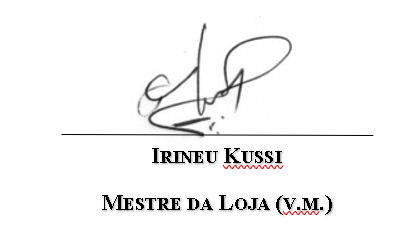 IRINEU KUSSI
MESTRE DA LOJA (V.M.)